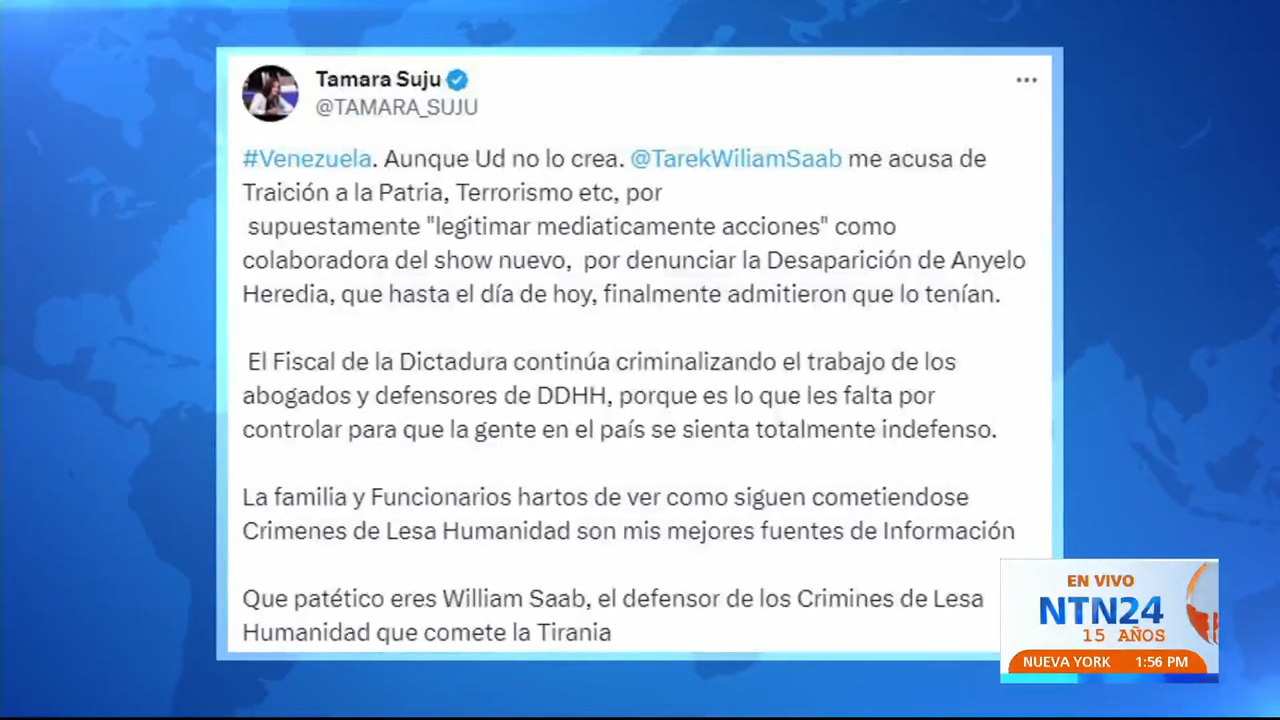 Tamara Suju
@TAMARA_SUJU
#Venezuela. Aunque Ud no lo crea. @TarekWiliamSaab me acusa de
Traición a la Patria, Terrorismo etc, por
supuestamente "legitimar mediaticamente acciones" como
colaboradora del show nuevo, por denunciar la Desaparición de Anyelo
Heredia, que hasta el día de hoy, finalmente admitieron que lo tenían.
El Fiscal de la Dictadura continúa criminalizando el trabajo de los
abogados y defensores de DDHH, porque es lo que les falta por
controlar para que la gente en el país se sienta totalmente indefenso.
La familia y Funcionarios hartos de ver como siguen cometiendose
Crimenes de Lesa Humanidad son mis mejores fuentes de Información
Que patético eres William Saab, el defensor de los Crimines de Lesa
Humanidad que comete la Tirania
EN VIVO
NTN24
15 AÑOS
NUEVA YORK 1:56 PM